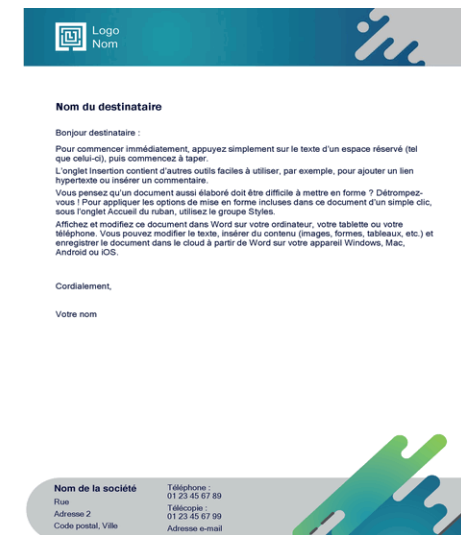 Logo
Nom
Nom du destinataire
Bonjour destinataire :
Pour commencer immédiatement, appuyez simplement sur le texte d'un espace réservé (tel
que celui-ci), puis commencez à taper.
L'onglet Insertion contient d'autres outils faciles à utiliser, par exemple, pour ajouter un lien
hypertexte ou insérer un commentaire.
Vous pensez qu'un document aussi élaboré doit être difficile à mettre en forme ? Détrompez-
vous ! Pour appliquer les options de mise en forme incluses dans ce document d'un simple clic,
sous l'onglet Accueil du ruban, utilisez le groupe Styles.
Affichez et modifiez ce document dans Word sur votre ordinateur, votre tablette ou votre
téléphone. Vous pouvez modifier le texte, insérer du contenu (images, formes, tableaux, etc.) et
enregistrer le document dans le cloud à partir de Word sur votre appareil Windows, Mac,
Android ou iOS.
Cordialement,
Votre nom
Nom de la société
Rue
Adresse 2
Code postal, Ville
Téléphone :
01 23 45 67 89
Télécopie :
01 23 45 67 99
Adresse e-mail